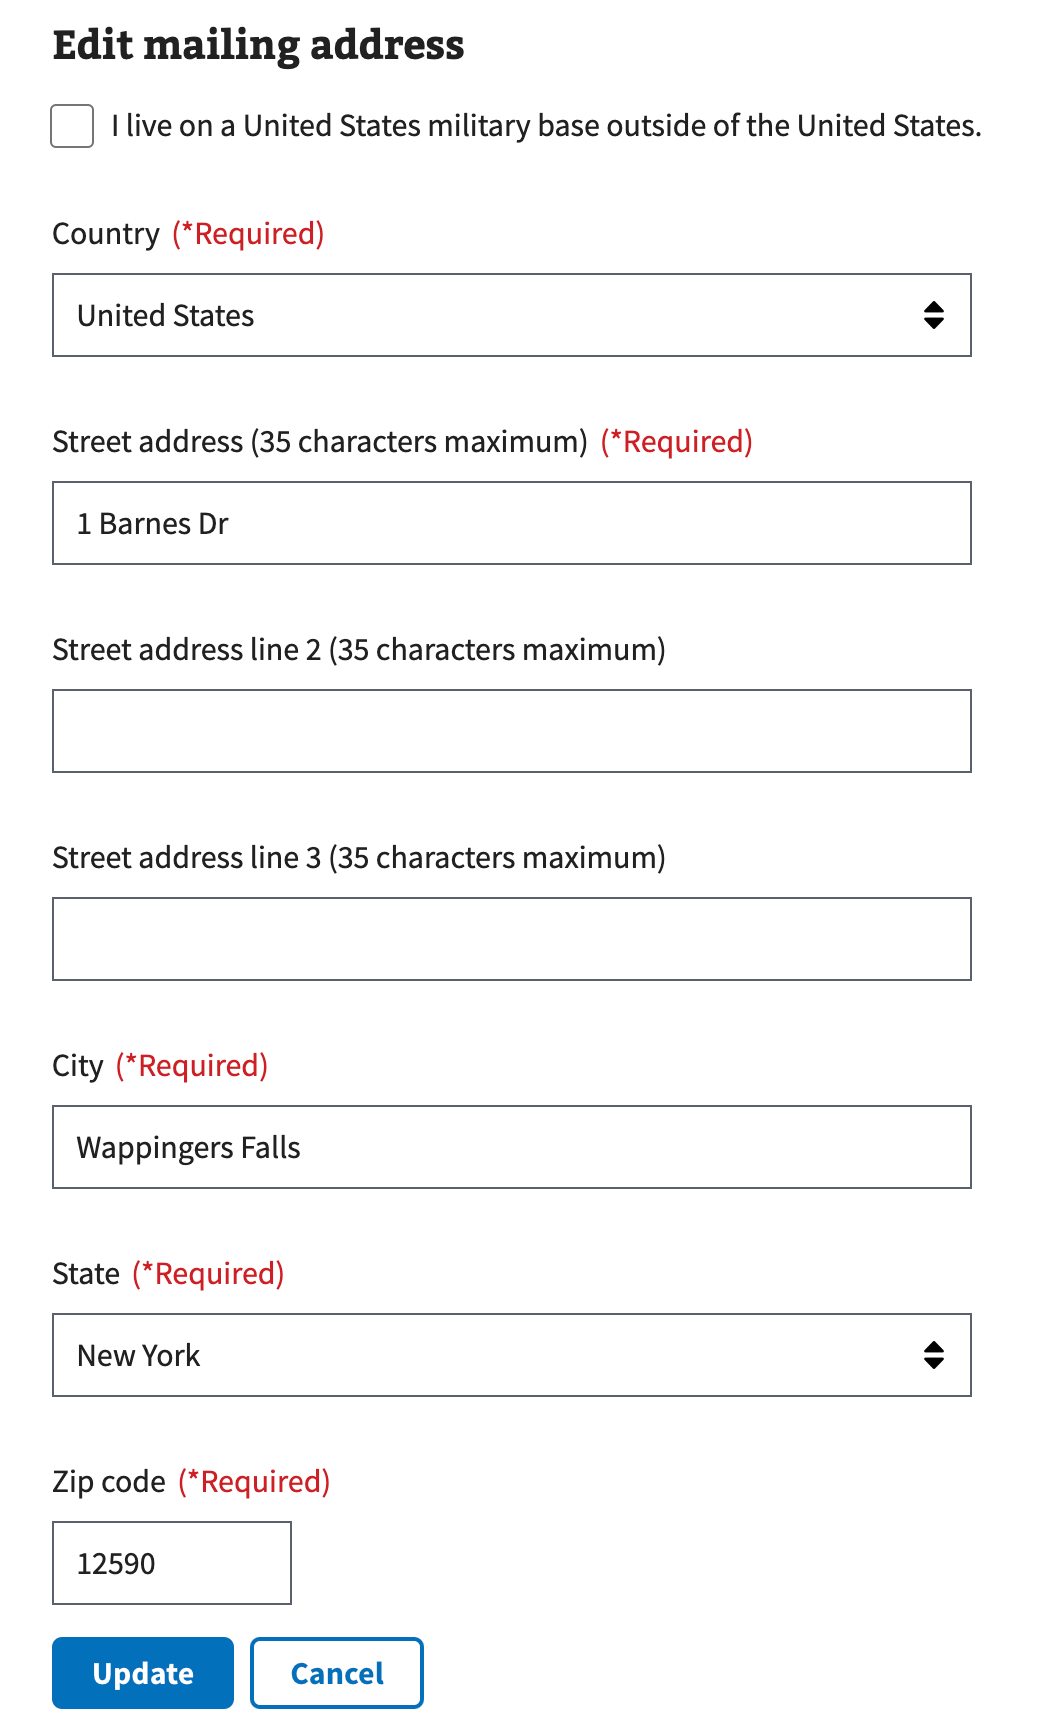 Edit mailing address
I live on a United States military base outside of the United States.
Country (*Required)
United States
Street address (35 characters maximum) (*Required)
1 Barnes Dr
Street address line 2 (35 characters maximum)
Street address line 3 (35 characters maximum)
City (*Required)
Wappingers Falls
State (*Required)
New York
Zip code (*Required)
12590
Update Cancel